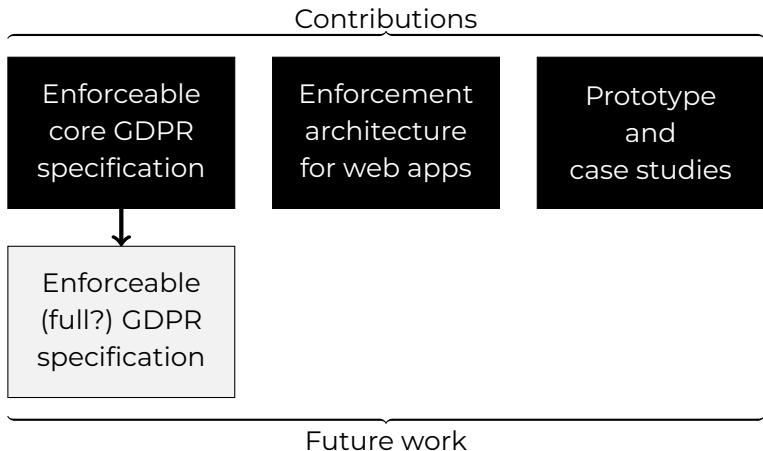 Contributions
Enforceable
core GDPR
specification
Enforcement
architecture
for web apps
Prototype
and
case studies
Enforceable
(full?) GDPR
specification
Future work